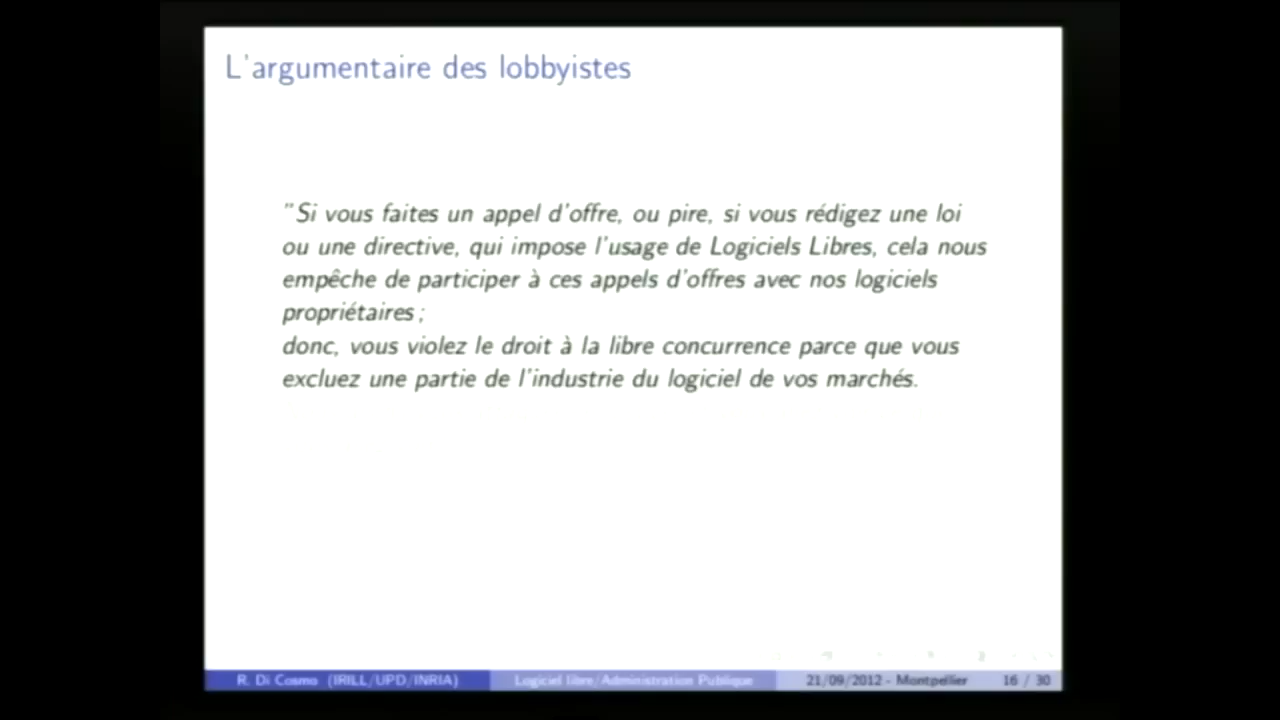 L'argumentaire des lobbyistes
"Si vous faites un appel d'offre, ou pire, si vous rédigez une loi
ou une directive, qui impose l'usage de Logiciels Libres, cela nous
empêche de participer à ces appels d'offres avec nos logiciels
propriétaires ;
donc, vous violez le droit à la libre concurrence parce que vous
excluez une partie de l'industrie du logiciel de vos marchés.
R. Di Cosmo (IRILL/UPD/INRIA) Logiciel libre/Administration Publique 21/09/2012 - Montpellier 16 / 30